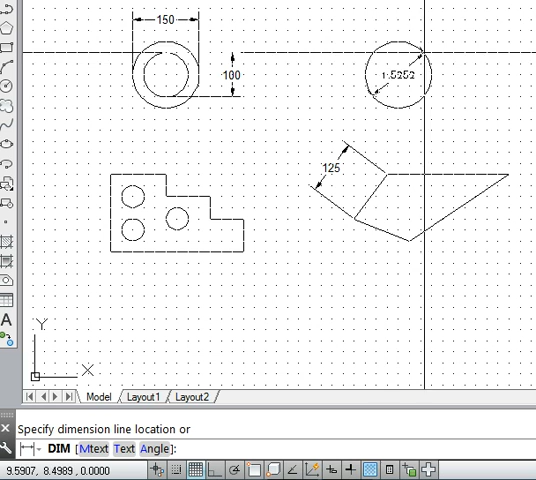 150
100
1.5252
125
Y
X
A
Model Layout1 Layout2
Specify dimension line location or
DIM [Mtext Text Angle]:
9.5907, 8.4989, 0.0000